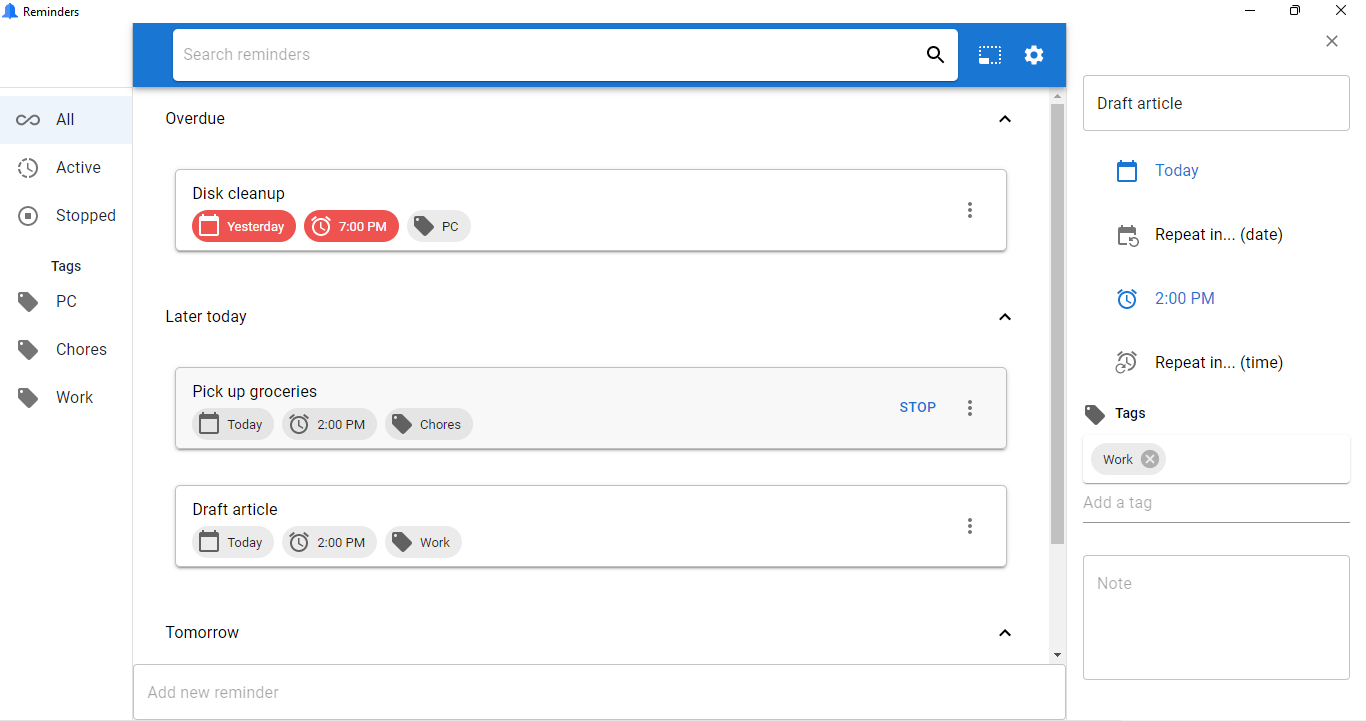 Reminders
Search reminders
All
Active
Stopped
Tags
PC
Chores
Work
Overdue
Disk cleanup
Yesterday 7:00 PM PC
Later today
Pick up groceries
Today 2:00 PM Chores
STOP
Draft article
Today 2:00 PM Work
Tomorrow
Add new reminder
Draft article
Today
Repeat in... (date)
2:00 PM
Repeat in... (time)
Tags
Work
Add a tag
Note